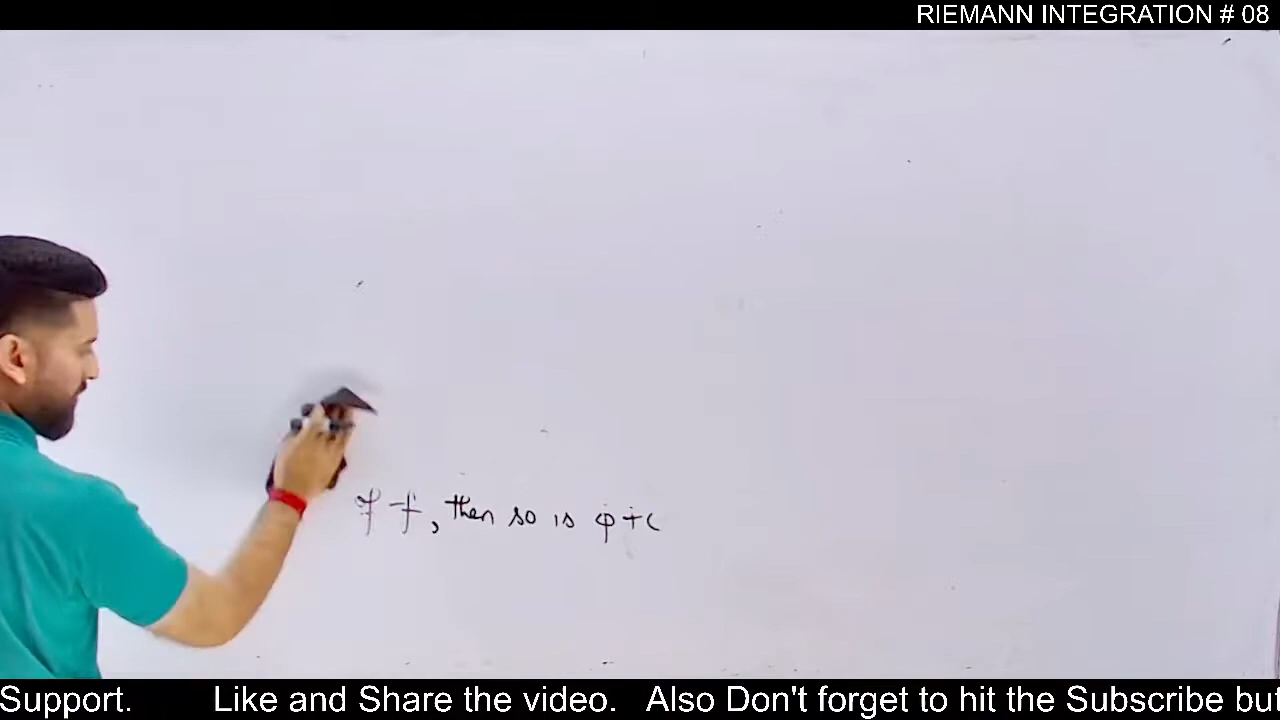 RIEMANN INTEGRATION # 08
of f, then so is φ + c
Support. Like and Share the video. Also Don't forget to hit the Subscribe but